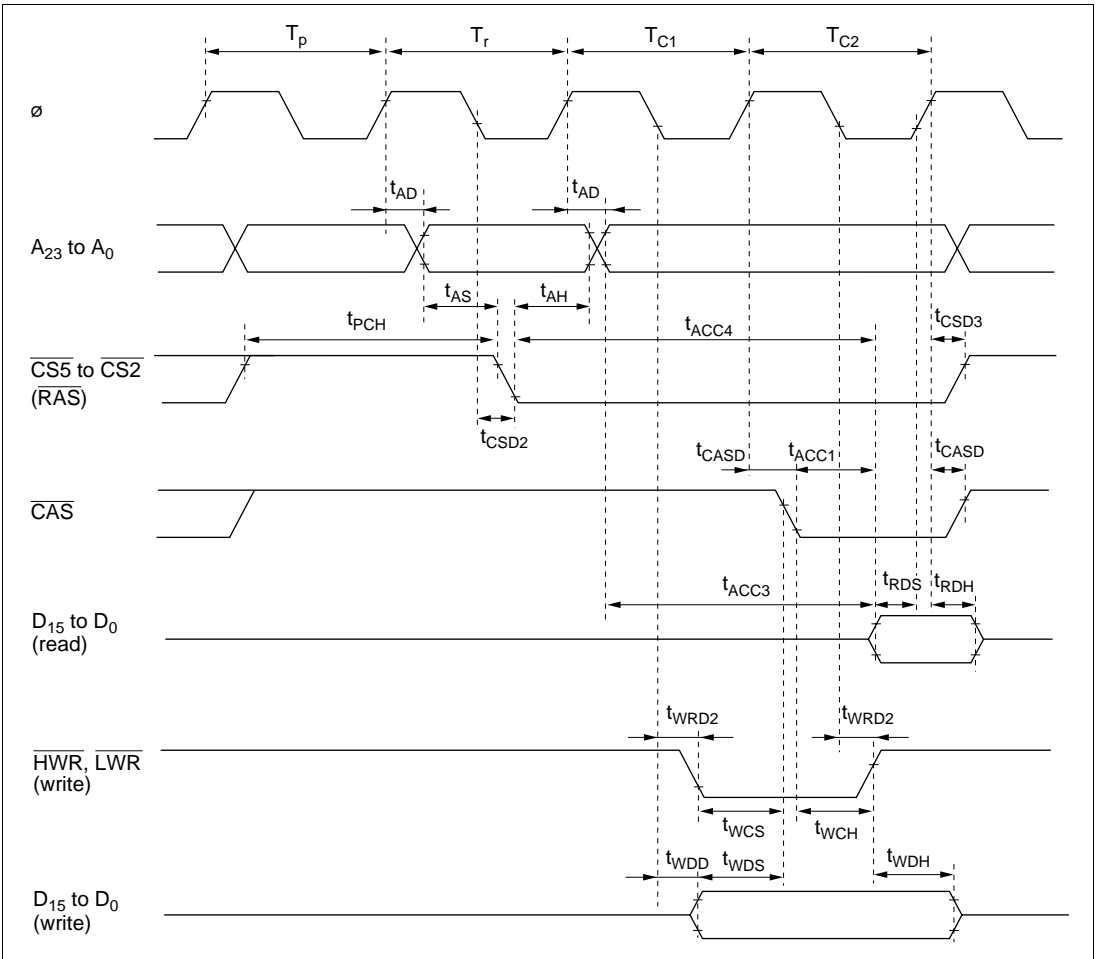 Tp Tr TC1 TC2
ø
tAD tAD
A23 to A0
tAS tAH
tPCH tACC4 tCSD3
CS5 to CS2
(RAS)
tCSD2
tCASD tACC1 tCASD
CAS
tACC3 tRDS tRDH
D15 to D0
(read)
tWRD2 tWRD2
HWR, LWR
(write)
tWCS tWCH
tWDD tWDS tWDH
D15 to D0
(write)